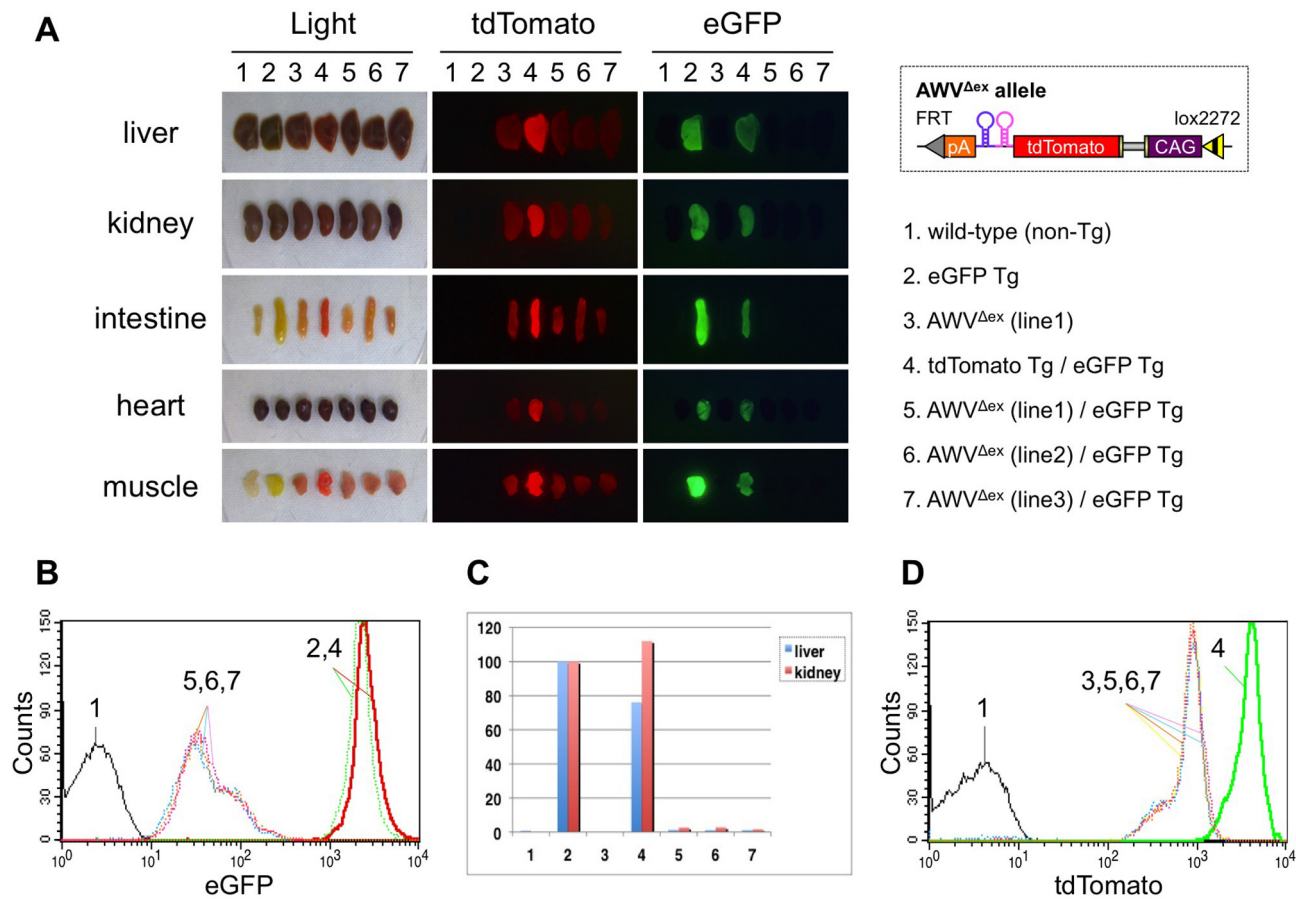 A
Light tdTomato eGFP
1 2 3 4 5 6 7 1 2 3 4 5 6 7 1 2 3 4 5 6 7
liver
kidney
intestine
heart
muscle
AWVΔex allele
FRT lox2272
pA tdTomato CAG
1. wild-type (non-Tg)
2. eGFP Tg
3. AWVΔex (line1)
4. tdTomato Tg / eGFP Tg
5. AWVΔex (line1) / eGFP Tg
6. AWVΔex (line2) / eGFP Tg
7. AWVΔex (line3) / eGFP Tg
B
Counts
150
120
90
60
30
0
1
5,6,7
2,4
10⁰ 10¹ 10² 10³ 10⁴
eGFP
C
120
100
80
60
40
20
0
1 2 3 4 5 6 7
liver
kidney
D
Counts
150
120
90
60
30
0
1
3,5,6,7
4
10⁰ 10¹ 10² 10³ 10⁴
tdTomato